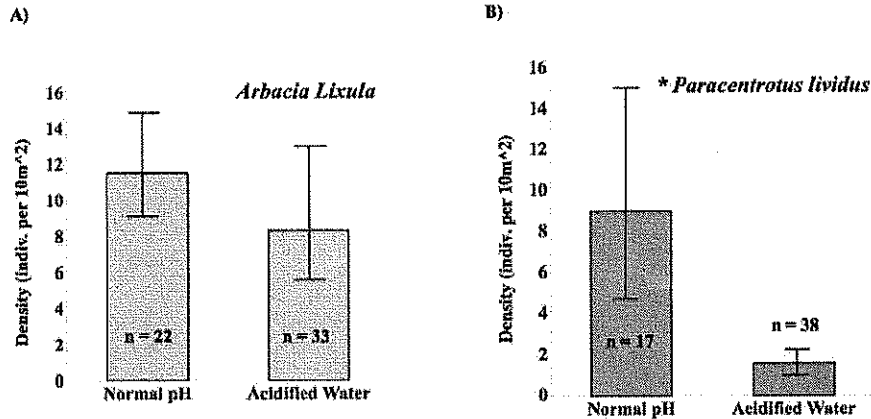 A)
Arbacia Lixula
Density (indiv. per 10m^2)
16
14
12
10
8
6
4
2
0
n = 22
n = 33
Normal pH
Acidified Water
B)
* Paracentrotus lividus
Density (indiv. per 10m^2)
16
14
12
10
8
6
4
2
0
n = 17
n = 38
Normal pH
Acidified Water